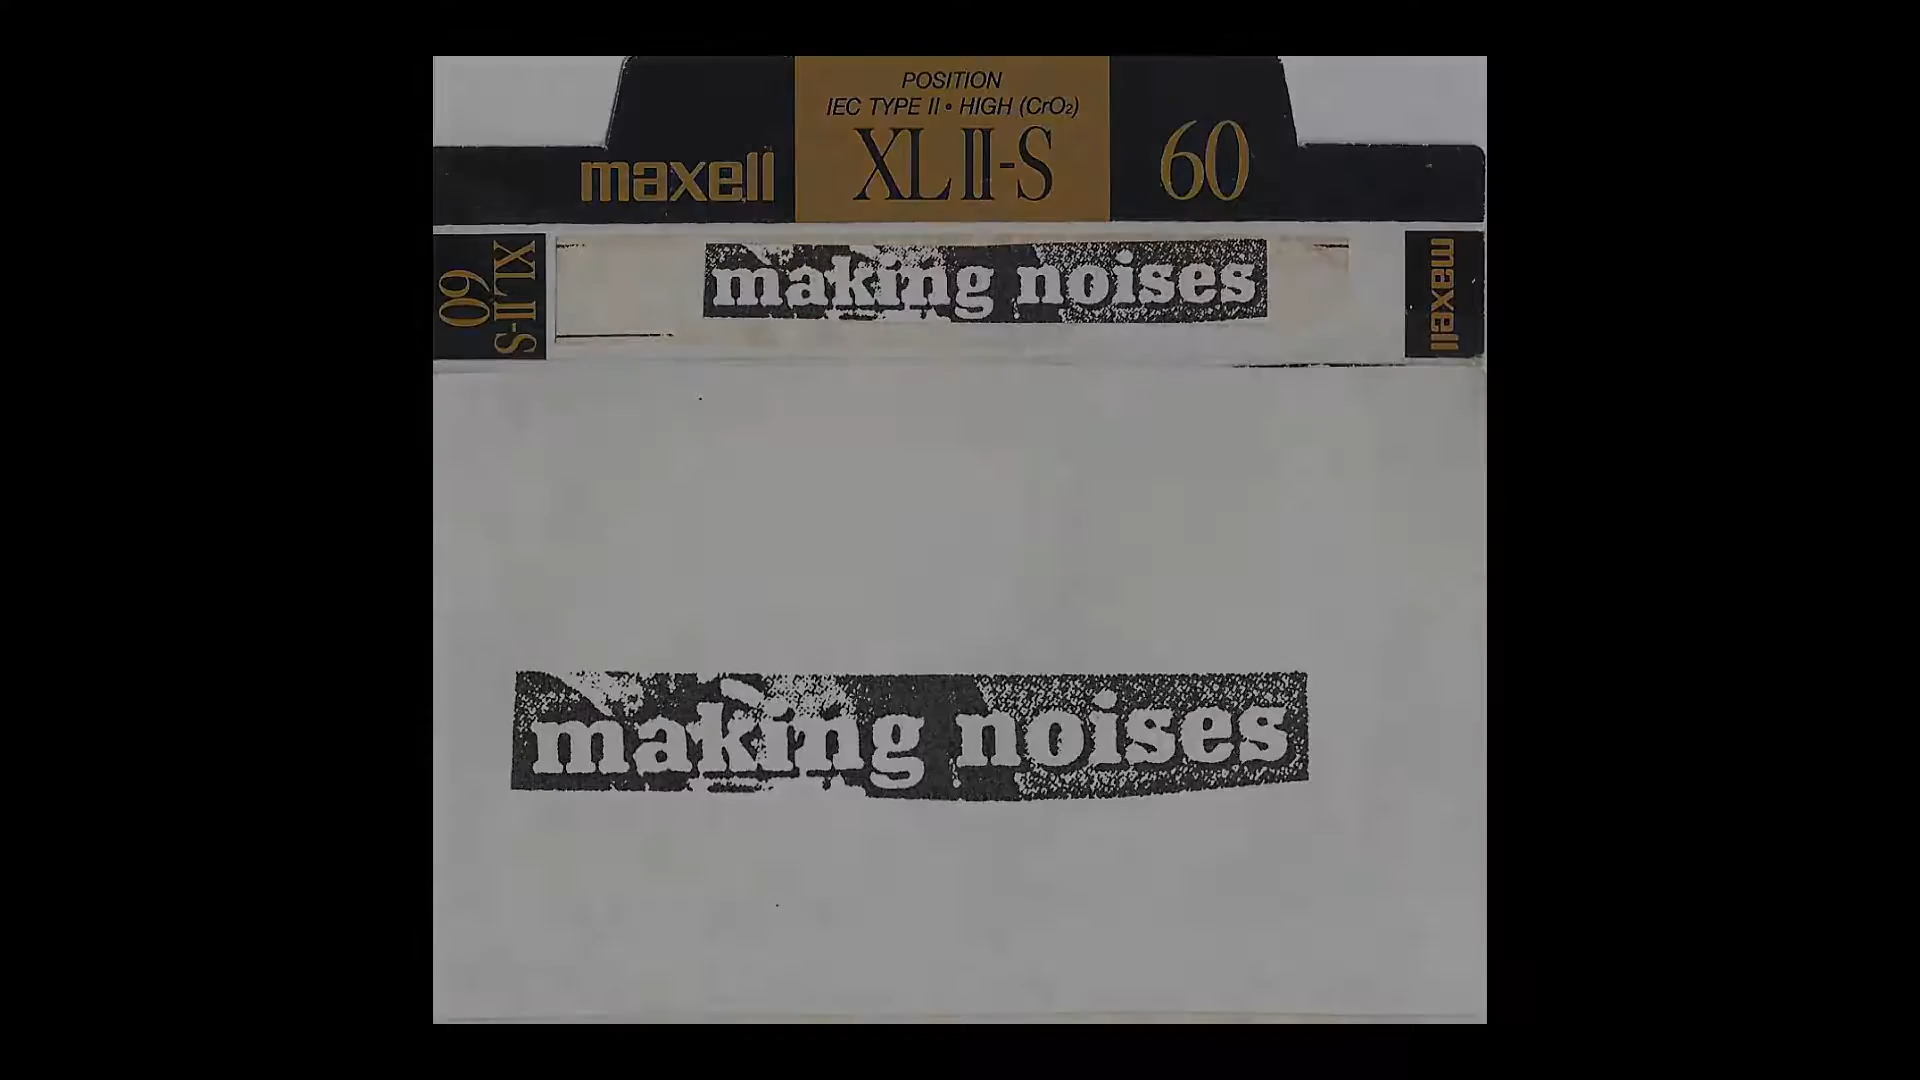 POSITION
IEC TYPE II • HIGH (CrO2)
maxell
XL II-S
60
XL II-S
60
making noises
maxell
making noises